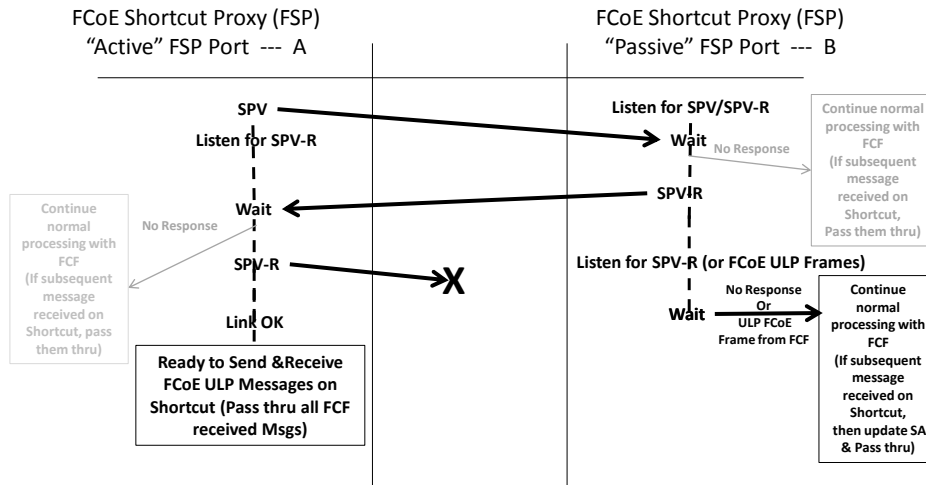 FCoE Shortcut Proxy (FSP)
“Active” FSP Port --- A
FCoE Shortcut Proxy (FSP)
“Passive” FSP Port --- B
SPV
Listen for SPV-R
Wait
No Response
Continue
normal
processing with
FCF
(If subsequent
message
received on
Shortcut, pass
them thru)
SPV-R
X
Link OK
Ready to Send &Receive
FCoE ULP Messages on
Shortcut (Pass thru all FCF
received Msgs)
Listen for SPV/SPV-R
Wait
No Response
Continue normal
processing with
FCF
(If subsequent
message
received on
Shortcut,
Pass them thru)
SPV-R
Listen for SPV-R (or FCoE ULP Frames)
Wait
No Response
Or
ULP FCoE
Frame from FCF
Continue
normal
processing with
FCF
(If subsequent
message
received on
Shortcut,
then update SA
& Pass thru)